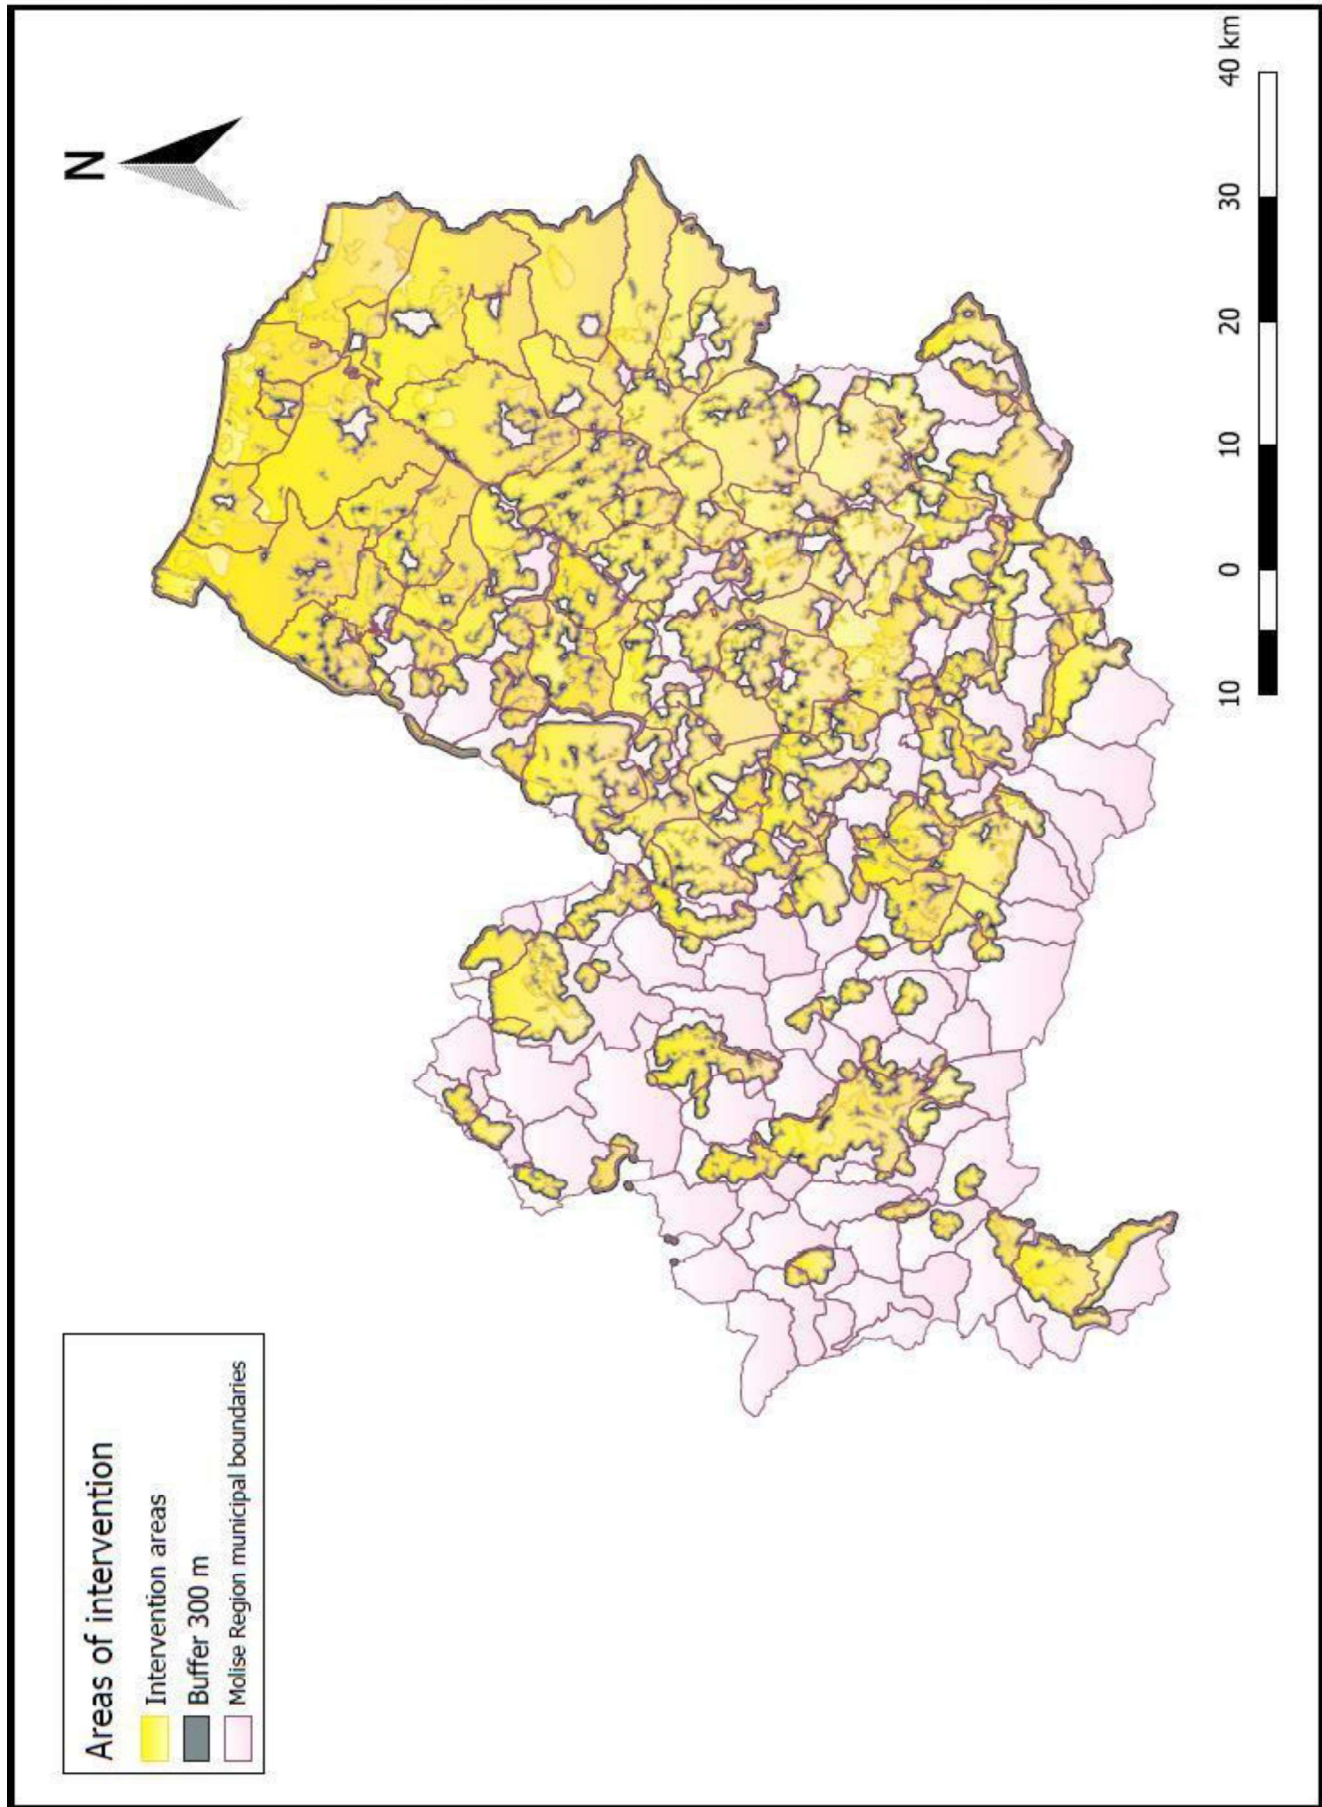 Areas of intervention
Intervention areas
Buffer 300 m
Molise Region municipal boundaries
N
10 0 10 20 30 40 km